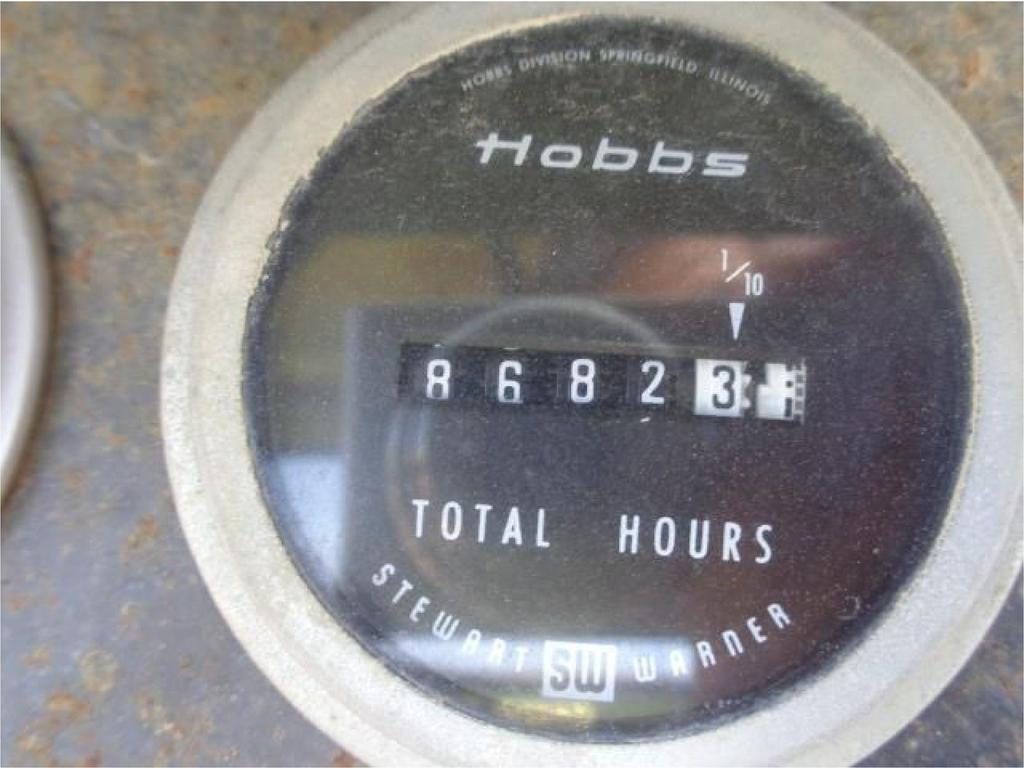 HOBBS DIVISION SPRINGFIELD, ILLINOIS
Hobbs
1/10
8 6 8 2 3
TOTAL HOURS
STEWART SW WARNER